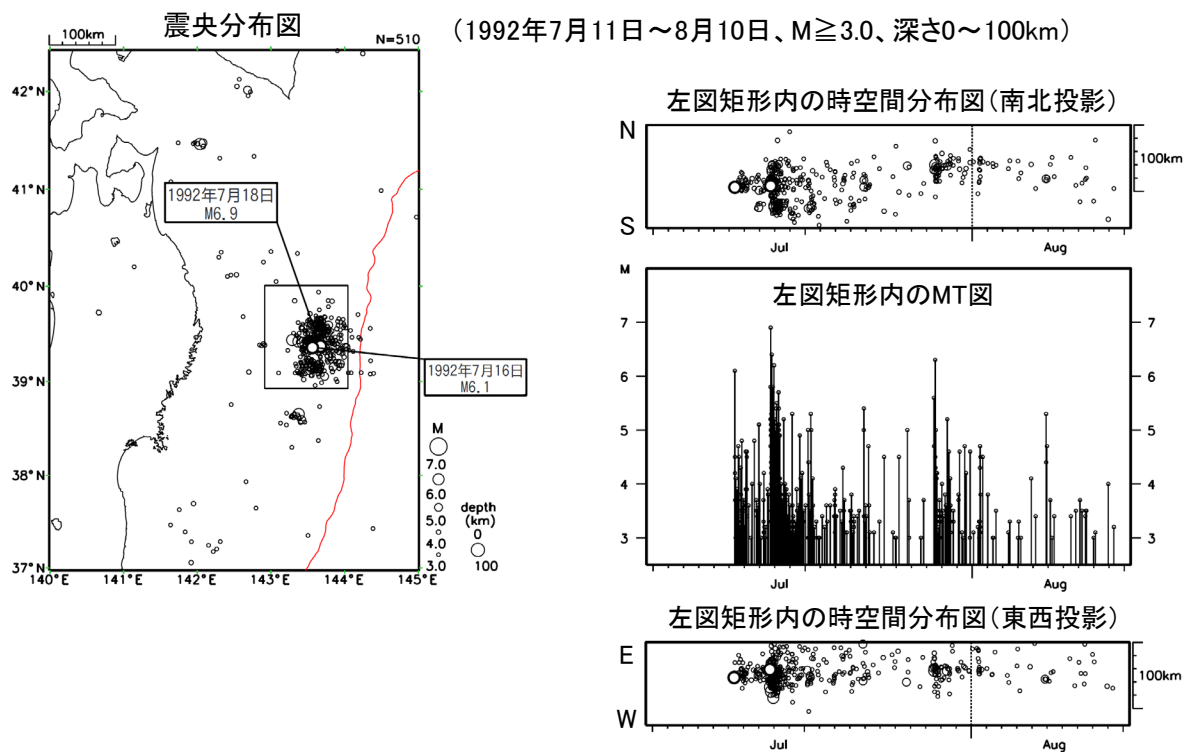 震央分布図
(1992年7月11日~8月10日、M≧3.0、深さ0~100km)
100km
N=510
42°N
41°N
40°N
39°N
38°N
37°N
140°E
141°E
142°E
143°E
144°E
145°E
1992年7月18日
M6.9
1992年7月16日
M6.1
M
7.0
6.0
5.0
4.0
3.0
depth
(km)
0
100
左図矩形内の時空間分布図(南北投影)
N
S
100km
Jul
Aug
左図矩形内のMT図
M
7
6
5
4
3
7
6
5
4
3
Jul
Aug
左図矩形内の時空間分布図(東西投影)
E
W
100km
Jul
Aug